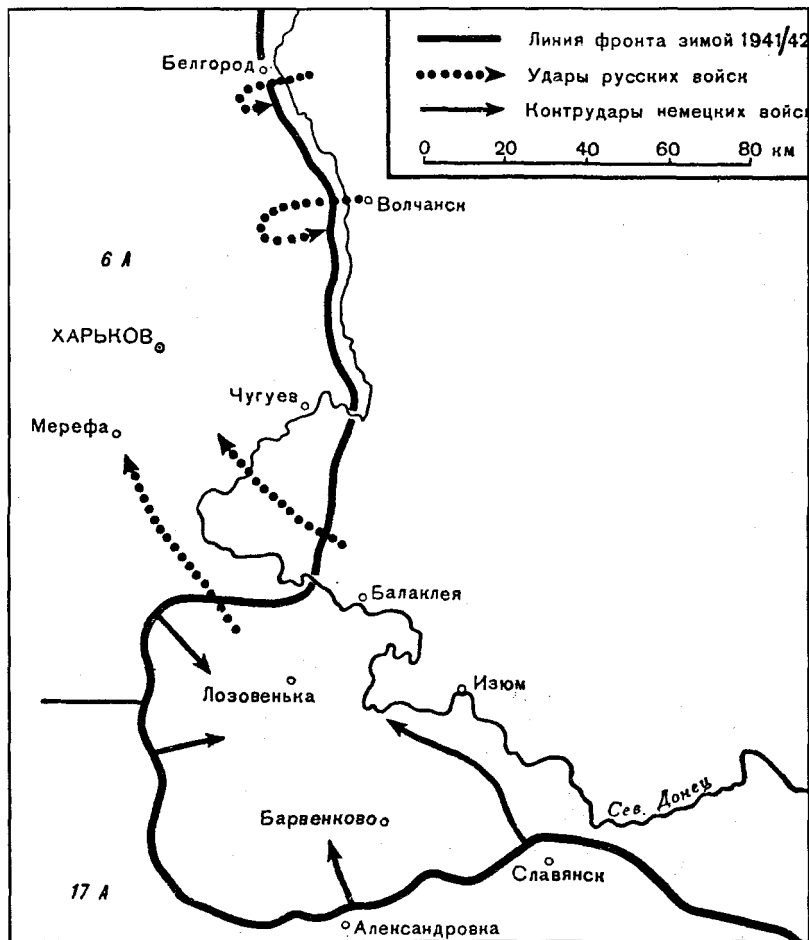 Линия фронта зимой 1941/42
Удары русских войск
Контрудары немецких войск
0 20 40 60 80 км
Белгород
Волчанск
6 А
ХАРЬКОВ
Чугуев
Мерефа
Балаклея
Лозовенька
Изюм
Сев. Донец
Барвенково
Славянск
17 А
Александровка